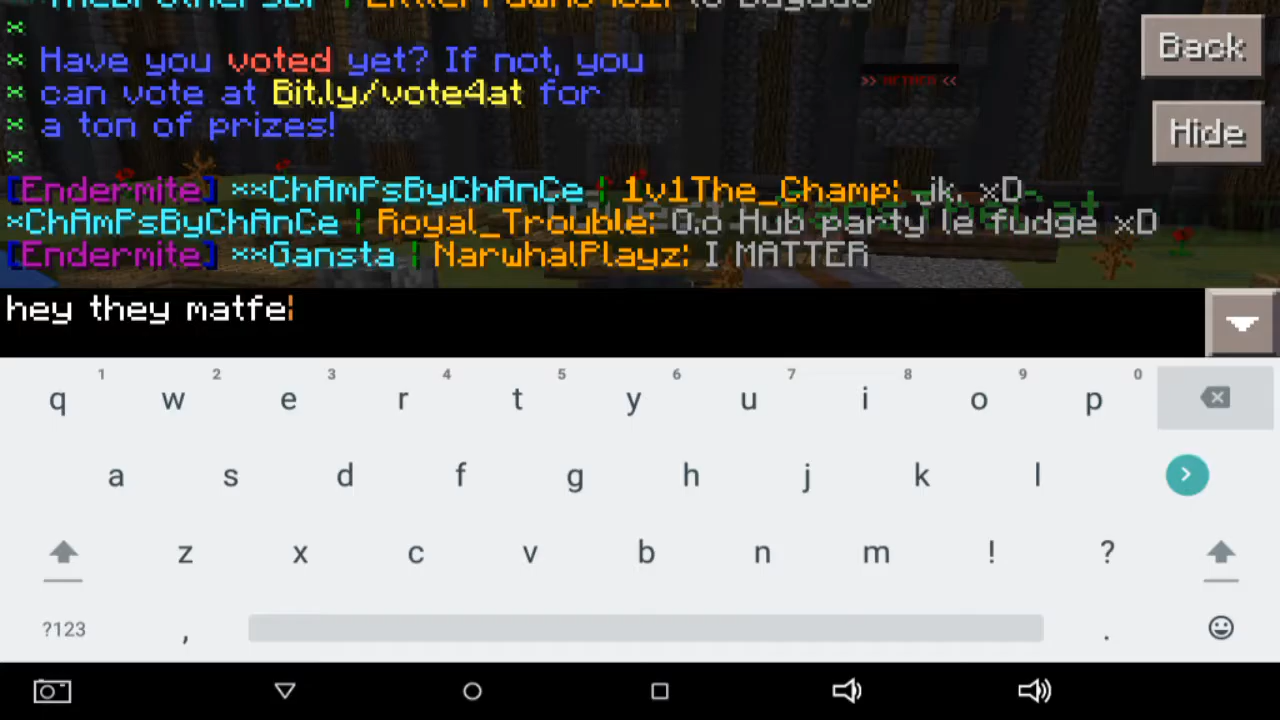 Have you voted yet? If not, you
can vote at Bit.ly/vote4at for
a ton of prizes!
[Endermite] ××ChAmPsByChAnCe | 1v1The_Champ: jk. xD
×ChAmPsByChAnCe | Royal_Trouble: 0.o Hub party le fudge xD
[Endermite] ××Gansta | NarwhalPlayz: I MATTER
Back
Hide
hey they matfe
1 2 3 4 5 6 7 8 9 0
q w e r t y u i o p
a s d f g h j k l
z x c v b n m ! ?
?123 , .